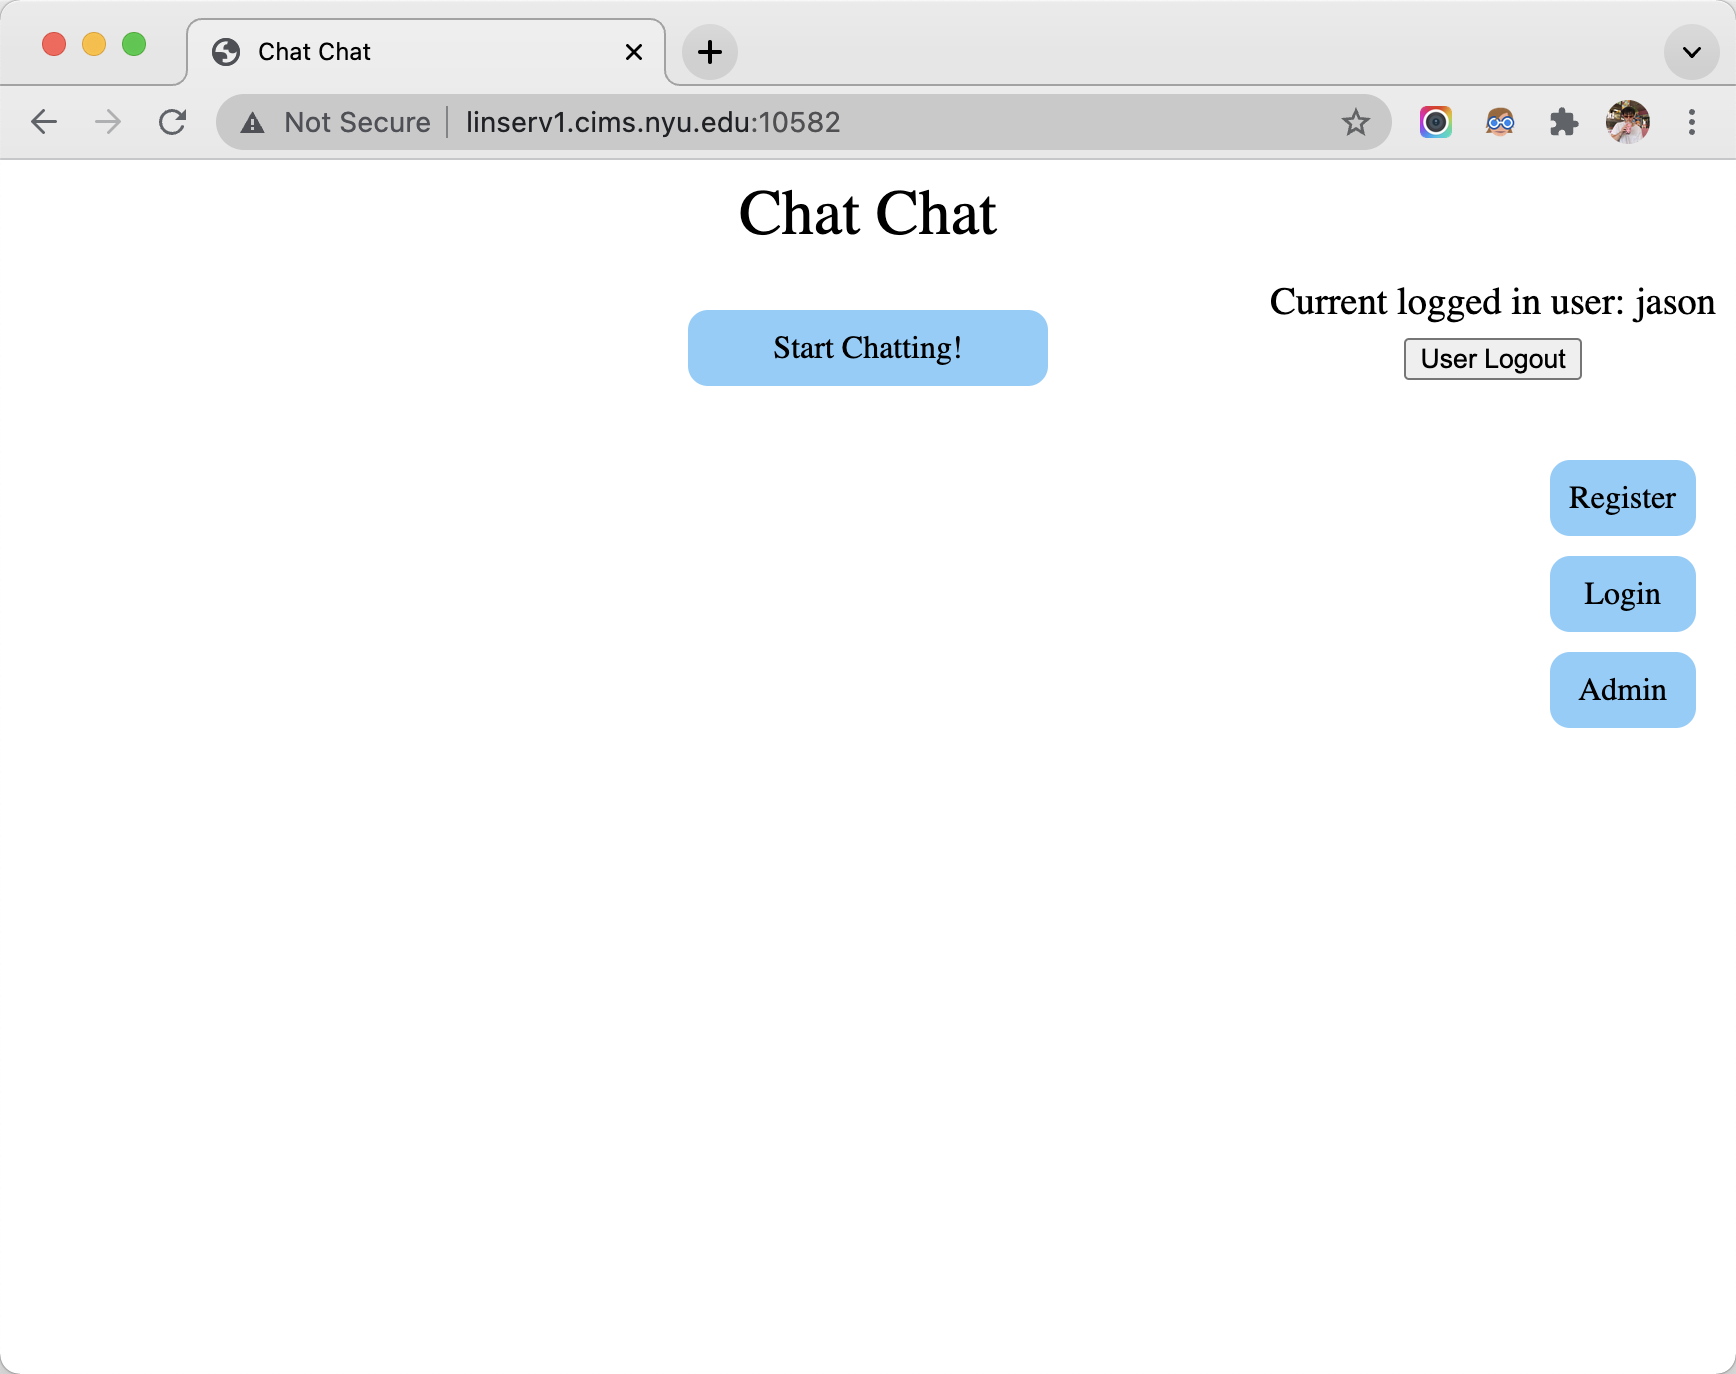 Chat Chat
Not Secure | linserv1.cims.nyu.edu:10582
Chat Chat
Current logged in user: jason
Start Chatting!
User Logout
Register
Login
Admin